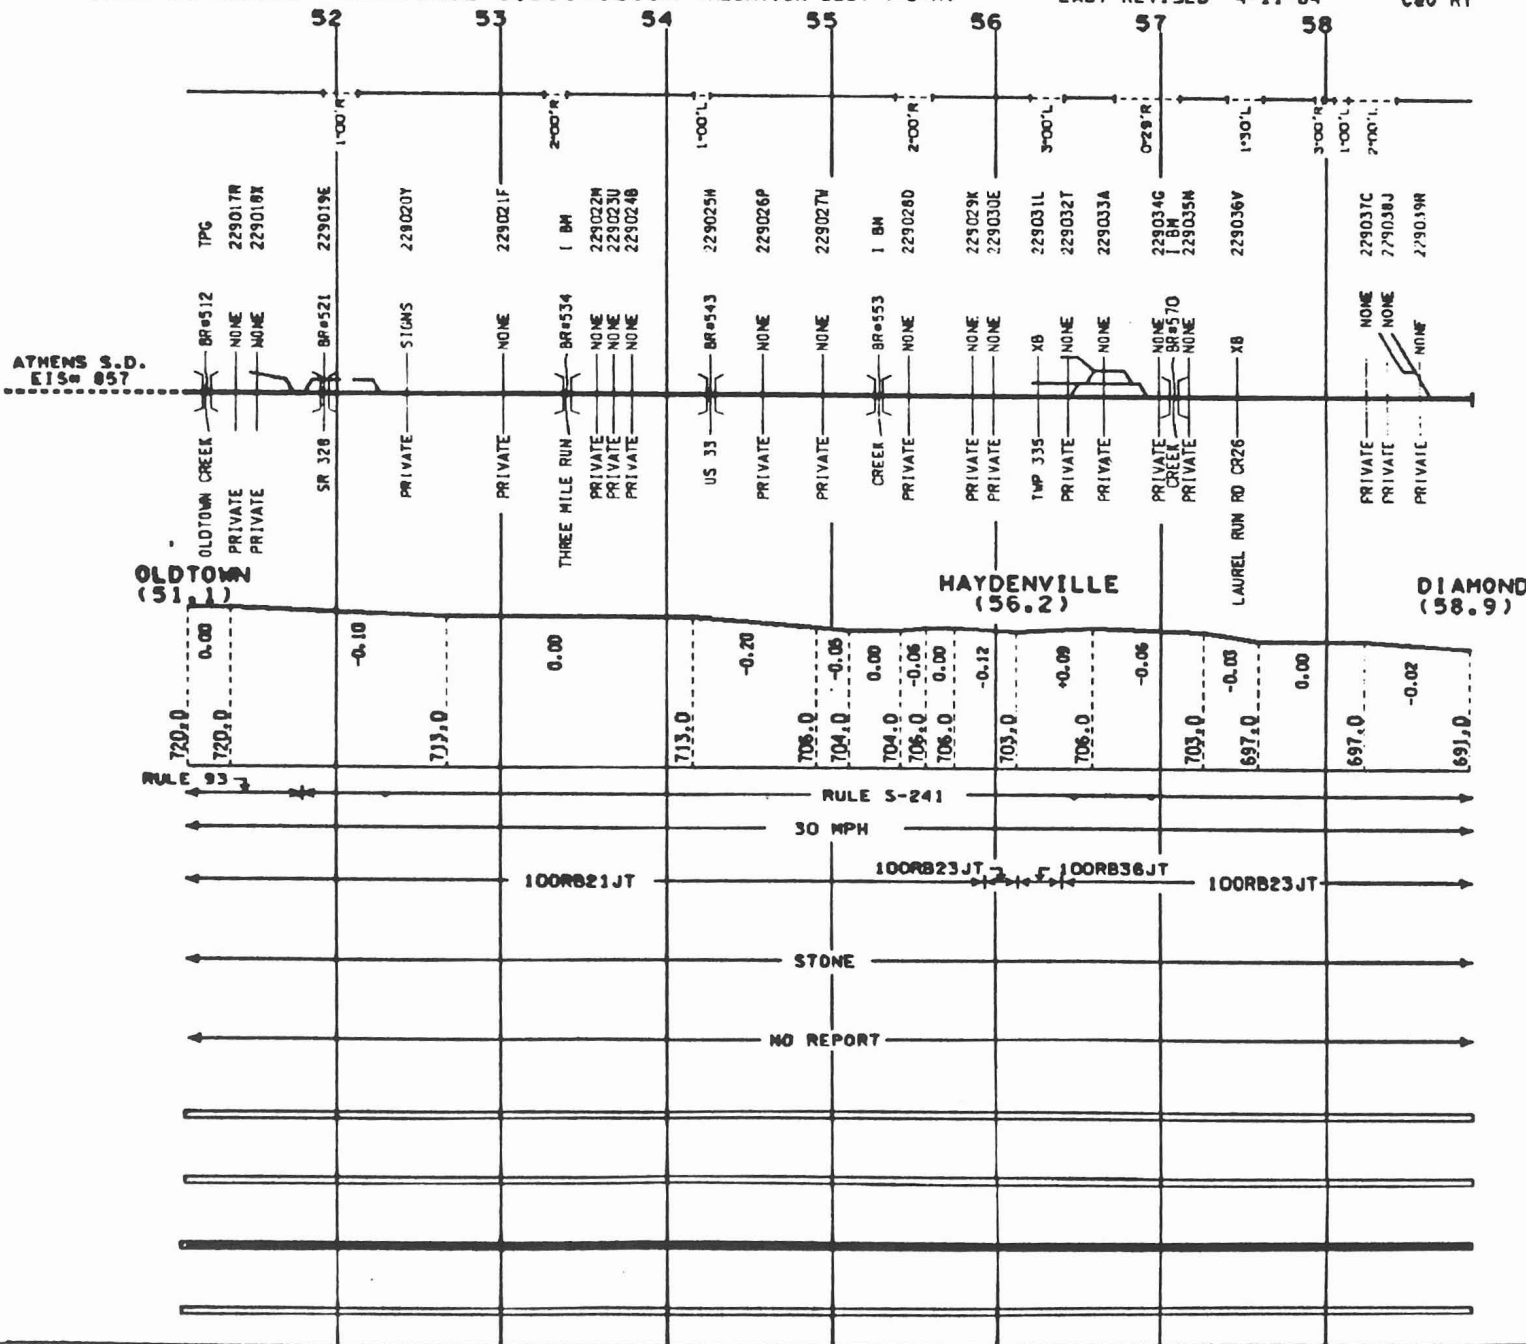 LAST REVISED 4-11-84
C&O RY
52 53 54 55 56 57 58
1°00'R 2°00'R 1°00'L 2°00'R 3°00'L 0°29'R 1°30'L 3°00'R 1°00'L 2°00'L
TPG 229017R 229018X 229019E 229020Y 229021F 1 BM 229022M 229023U 229024B 229025H 229026P 229027W 1 BM 229028D 229029K 229030E 229031L 229032T 229033A 229034G 1 BM 229035N 229036V 229037C 229038J 229039R
BR#512 NONE NONE BR#521 SIGNS NONE BR#534 NONE NONE NONE BR#543 NONE NONE BR#553 NONE NONE NONE XB NONE NONE NONE BR#570 NONE XB NONE NONE NONE
ATHENS S.D.
EIS# 857
OLDTOWN CREEK PRIVATE PRIVATE SR 328 PRIVATE PRIVATE THREE MILE RUN PRIVATE PRIVATE PRIVATE US 33 PRIVATE PRIVATE CREEK PRIVATE PRIVATE PRIVATE TWP 335 PRIVATE PRIVATE PRIVATE CREEK PRIVATE LAUREL RUN RD CR26 PRIVATE PRIVATE PRIVATE
OLDTOWN HAYDENVILLE DIAMOND
(51.1) (56.2) (58.9)
0.00 -0.10 0.00 -0.20 -0.05 0.00 -0.06 0.00 -0.12 +0.09 -0.06 -0.03 0.00 -0.02
720.0 720.0 713.0 713.0 706.0 704.0 704.0 706.0 706.0 703.0 706.0 703.0 697.0 697.0 691.0
RULE 93
RULE S-241
30 MPH
100RB21JT 100RB23JT 100RB36JT 100RB23JT
STONE
NO REPORT